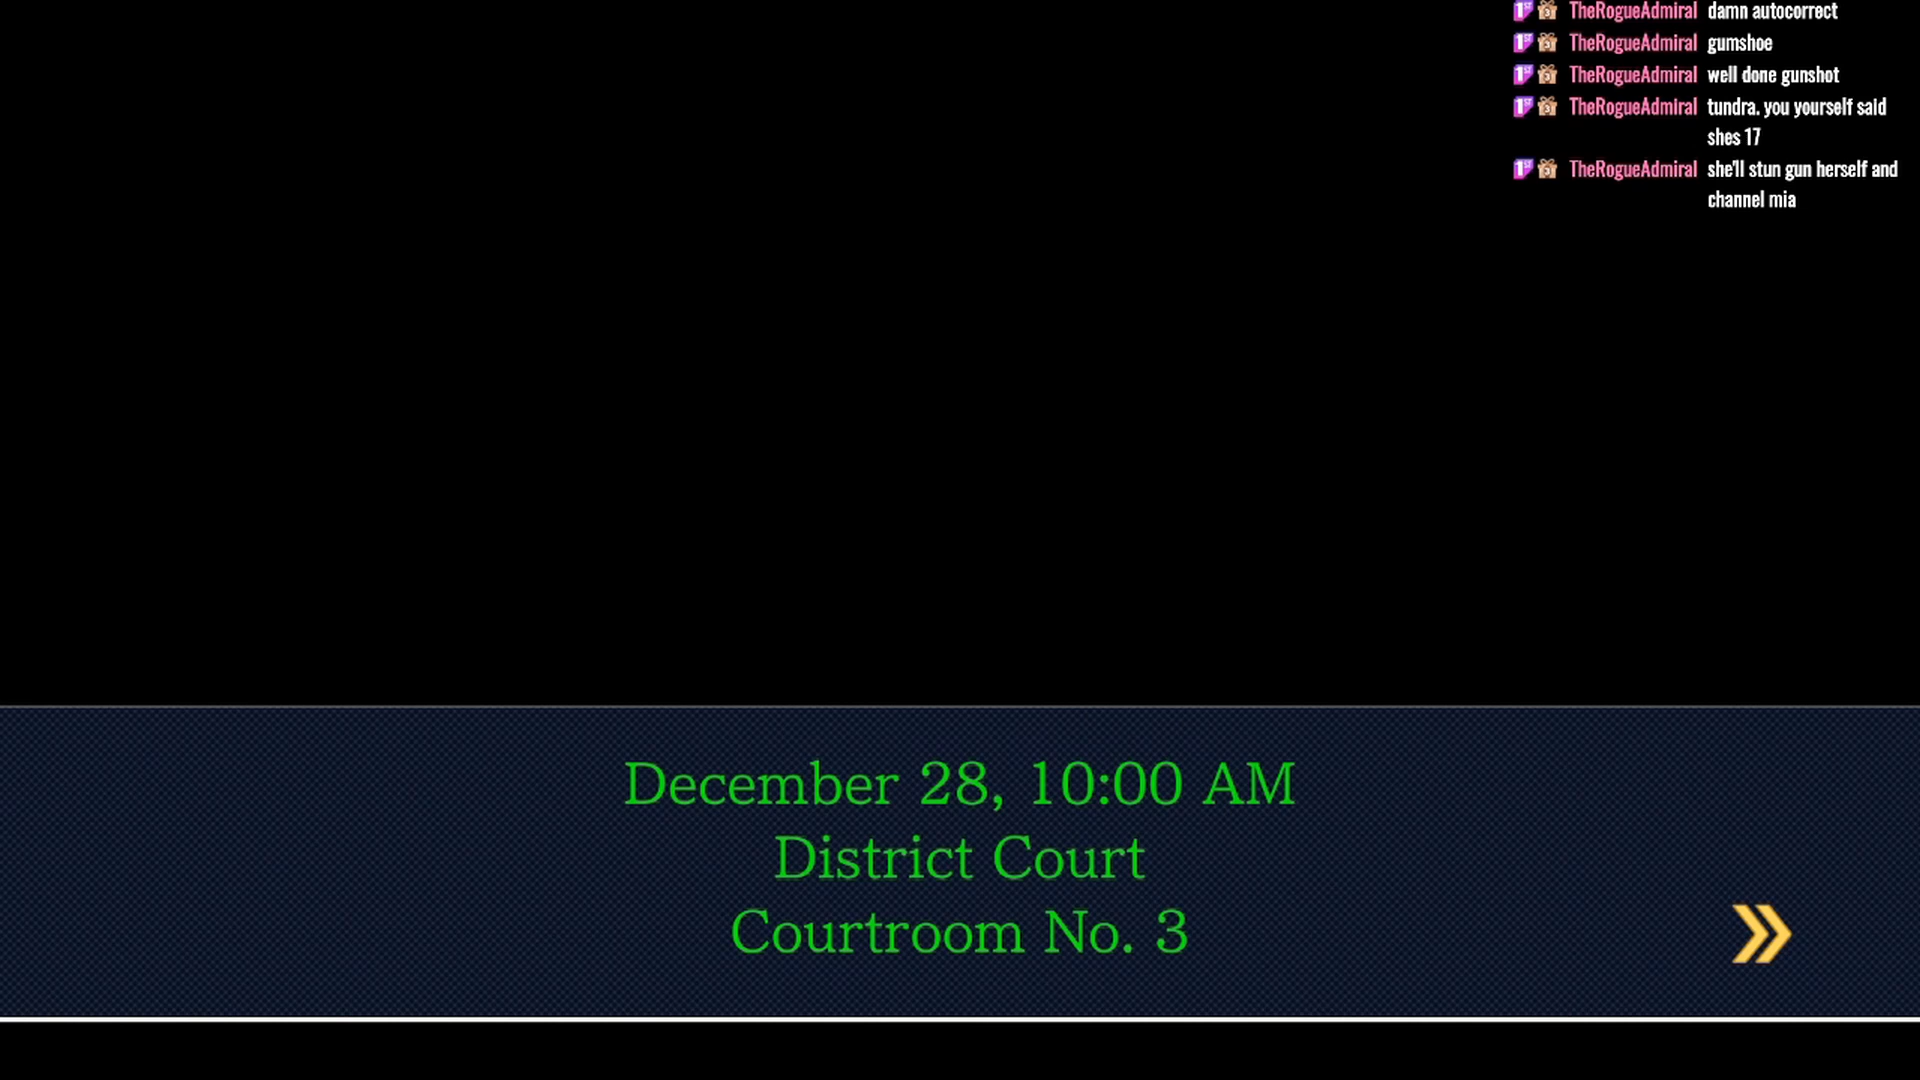 TheRogueAdmiral damn autocorrect
TheRogueAdmiral gumshoe
TheRogueAdmiral well done gunshot
TheRogueAdmiral tundra. you yourself said
shes 17
TheRogueAdmiral she'll stun gun herself and
channel mia
December 28, 10:00 AM
District Court
Courtroom No. 3